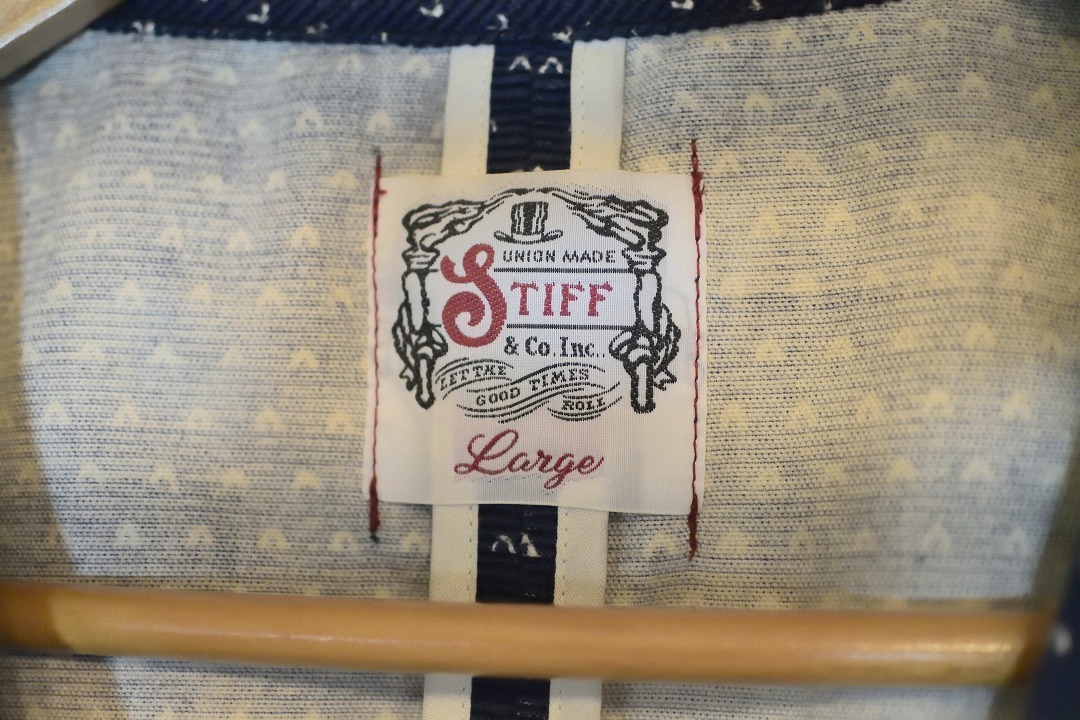 UNION MADE
STIFF
& Co. Inc.
LET THE
GOOD TIMES
ROLL
Large